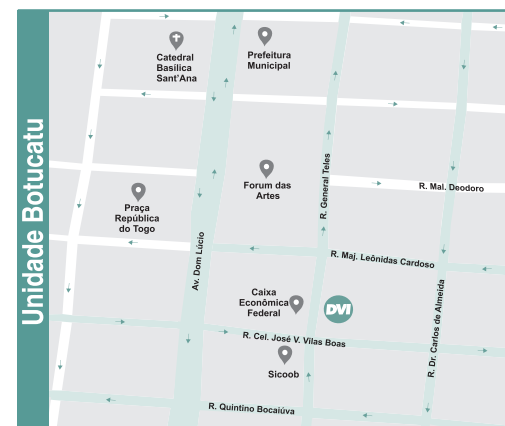 Unidade Botucatu
Catedral
Basílica
Sant'Ana
Prefeitura
Municipal
Forum das
Artes
R. General Teles
R. Mal. Deodoro
Praça
República
do Togo
Av. Dom Lúcio
R. Maj. Leônidas Cardoso
Caixa
Econômica
Federal
DVI
R. Cel. José V. Vilas Boas
R. Dr. Carlos de Almeida
Sicoob
R. Quintino Bocaiúva